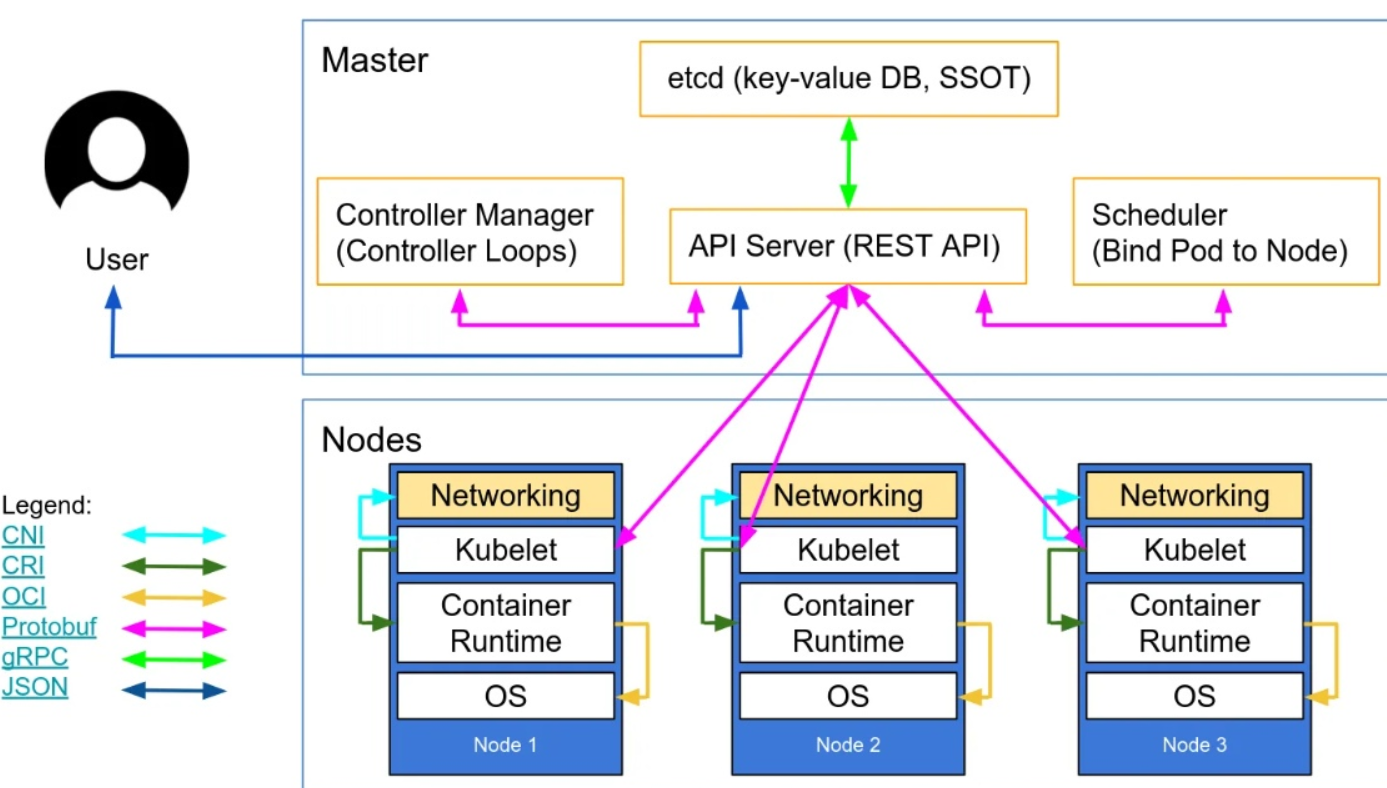 Master
etcd (key-value DB, SSOT)
Controller Manager
(Controller Loops)
API Server (REST API)
Scheduler
(Bind Pod to Node)
User
Nodes
Networking
Kubelet
Container
Runtime
OS
Node 1
Networking
Kubelet
Container
Runtime
OS
Node 2
Networking
Kubelet
Container
Runtime
OS
Node 3
Legend:
CNI
CRI
OCI
Protobuf
gRPC
JSON